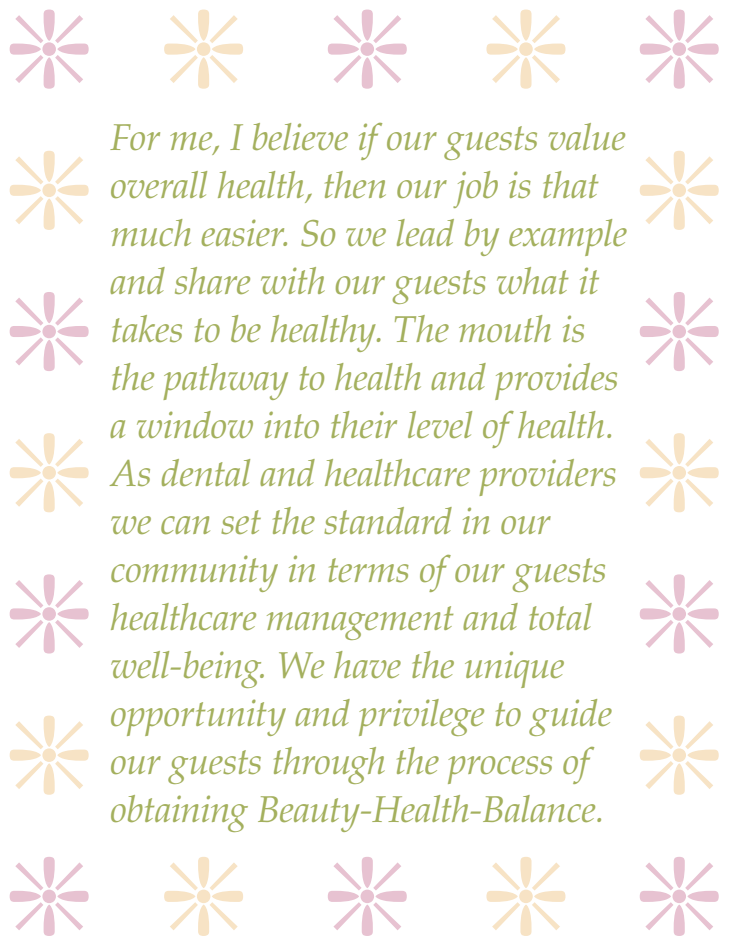 For me, I believe if our guests value
overall health, then our job is that
much easier. So we lead by example
and share with our guests what it
takes to be healthy. The mouth is
the pathway to health and provides
a window into their level of health.
As dental and healthcare providers
we can set the standard in our
community in terms of our guests
healthcare management and total
well-being. We have the unique
opportunity and privilege to guide
our guests through the process of
obtaining Beauty-Health-Balance.